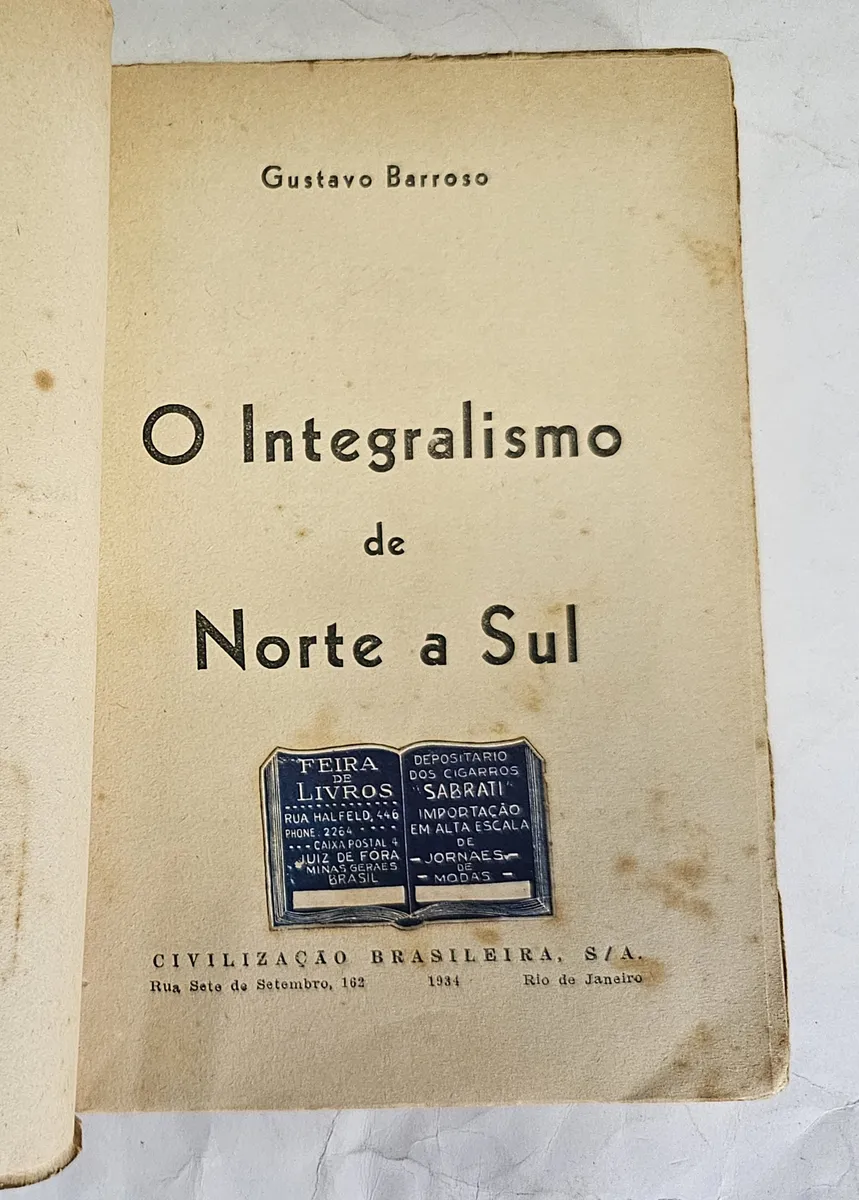 Gustavo Barroso
O Integralismo
de
Norte a Sul
FEIRA
DE
LIVROS
RUA HALFELD, 446
PHONE: 2264
CAIXA POSTAL 4
JUIZ DE FÓRA
MINAS GERAES
BRASIL
DEPOSITARIO
DOS CIGARROS
"SABRATI"
IMPORTAÇÃO
EM ALTA ESCALA
DE
JORNAES
DE
MODAS
CIVILIZAÇÃO BRASILEIRA, S/A.
Rua Sete de Setembro, 162 1934 Rio de Janeiro